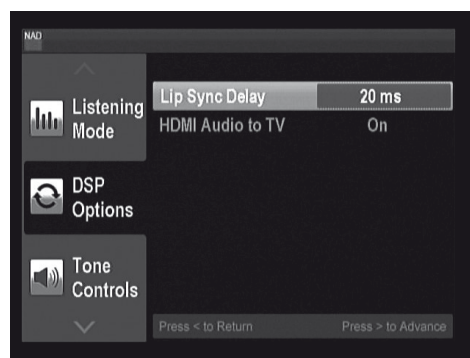 NAD
Listening
Mode
DSP
Options
Tone
Controls
Lip Sync Delay 20 ms
HDMI Audio to TV On
Press < to Return Press > to Advance